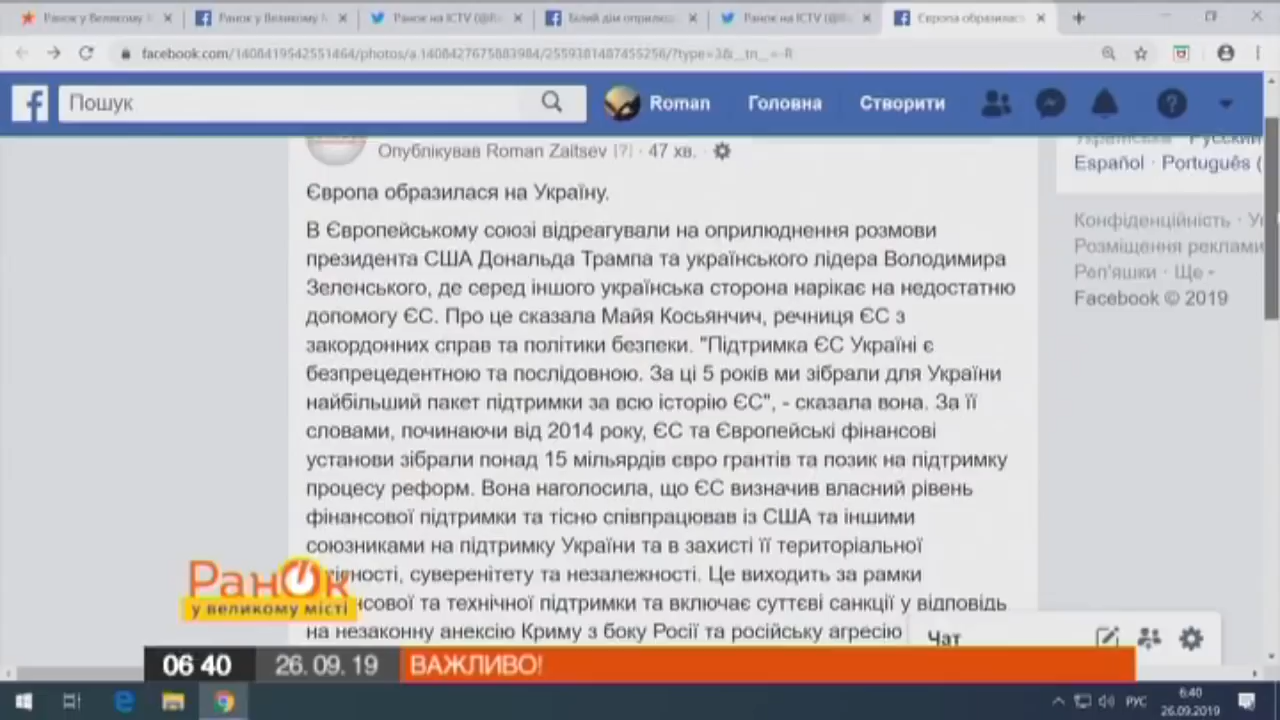 Ранок у Великому
Ранок у Великому
Ранок на ICTV
Білий дім оприлюд
Ранок на ICTV
Європа образилася
facebook.com/1408419542551464/photos/a.1408427675883984/2559381487455256/?type=3&__tn__=-R
Пошук
Roman
Головна
Створити
Опублікував Roman Zaitsev [?] · 47 хв.
Українська · Русский
Español · Português (
Європа образилася на Україну.
В Європейському союзі відреагували на оприлюднення розмови
президента США Дональда Трампа та українського лідера Володимира
Зеленського, де серед іншого українська сторона нарікає на недостатню
допомогу ЄС. Про це сказала Майя Косьянчич, речниця ЄС з
закордонних справ та політики безпеки. "Підтримка ЄС Україні є
безпрецедентною та послідовною. За ці 5 років ми зібрали для України
найбільший пакет підтримки за всю історію ЄС", - сказала вона. За її
словами, починаючи від 2014 року, ЄС та Європейські фінансові
установи зібрали понад 15 мільярдів євро грантів та позик на підтримку
процесу реформ. Вона наголосила, що ЄС визначив власний рівень
фінансової підтримки та тісно співпрацював із США та іншими
союзниками на підтримку України та в захисті її територіальної
ності, суверенітету та незалежності. Це виходить за рамки
нсової та технічної підтримки та включає суттєві санкції у відповідь
на незаконну анексію Криму з боку Росії та російську агресію
Конфіденційність · У
Розміщення реклами
Реп'яшки · Ще -
Facebook © 2019
Чат
Ранок
у великому місті
06 40
26. 09. 19
ВАЖЛИВО!
РУС
6:40
26.09.2019